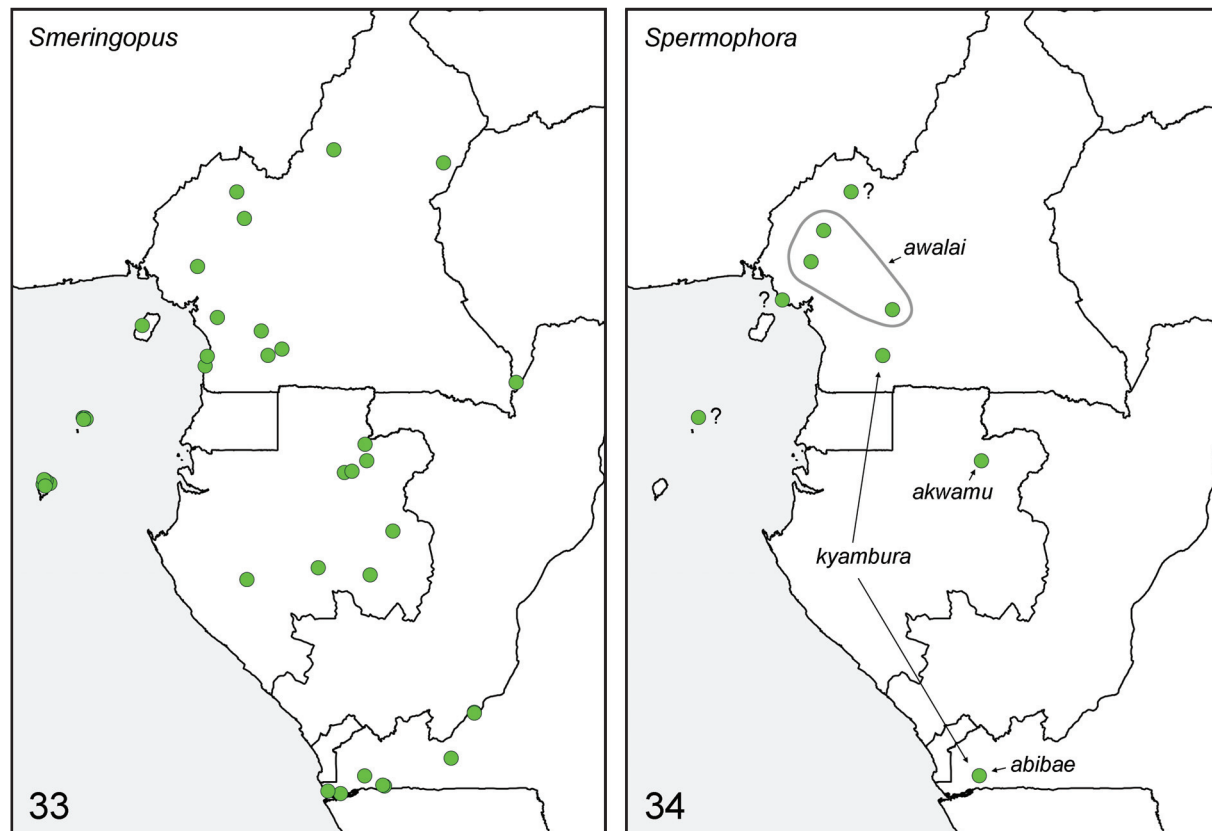 Smeringopus
33
Spermophora
?
awalai
?
?
akwamu
kyambura
abibae
34